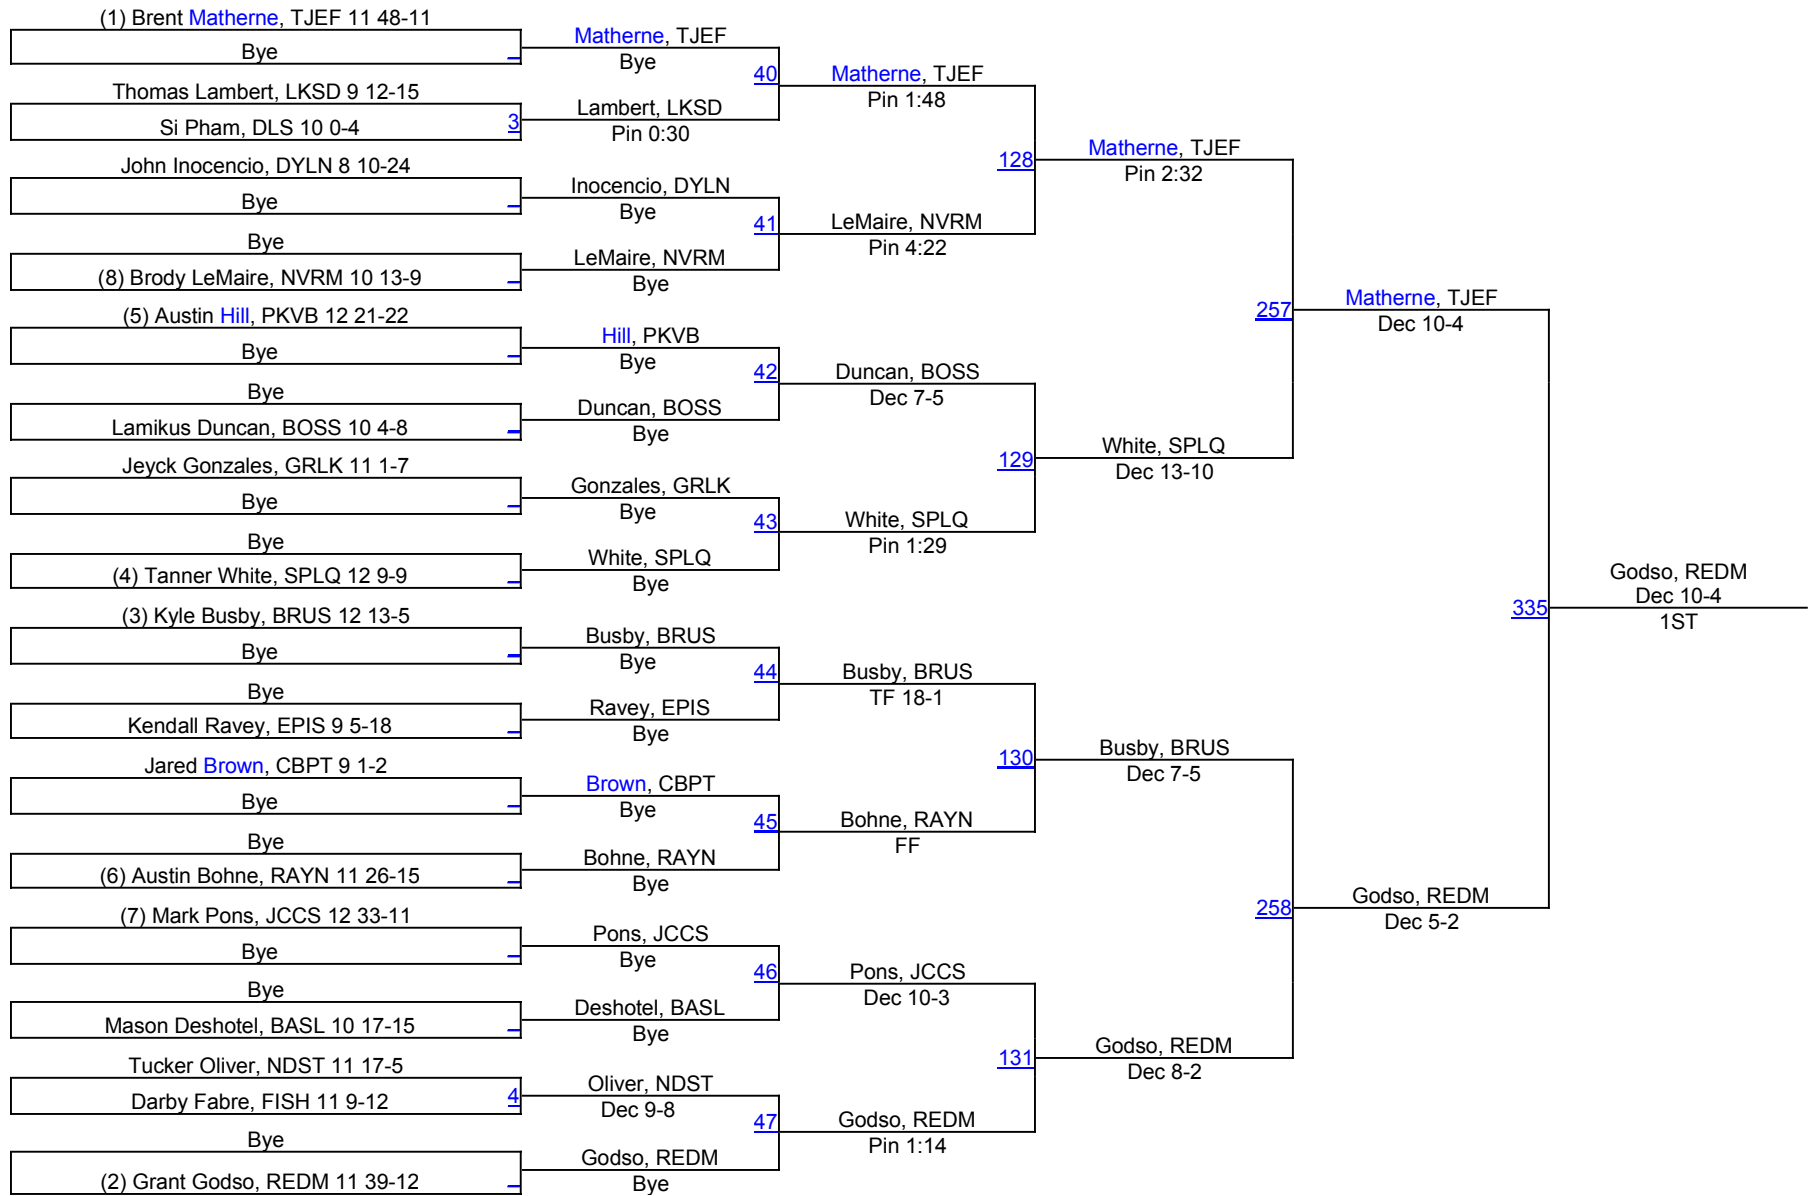 (1) Brent Matherne, TJEF 11 48-11
Bye
Thomas Lambert, LKSD 9 12-15
Si Pham, DLS 10 0-4
3
John Inocencio, DYLN 8 10-24
Bye
Bye
(8) Brody LeMaire, NVRM 10 13-9
(5) Austin Hill, PKVB 12 21-22
Bye
Bye
Lamikus Duncan, BOSS 10 4-8
Jeyck Gonzales, GRLK 11 1-7
Bye
Bye
(4) Tanner White, SPLQ 12 9-9
(3) Kyle Busby, BRUS 12 13-5
Bye
Bye
Kendall Ravey, EPIS 9 5-18
Jared Brown, CBPT 9 1-2
Bye
Bye
(6) Austin Bohne, RAYN 11 26-15
(7) Mark Pons, JCCS 12 33-11
Bye
Bye
Mason Deshotel, BASL 10 17-15
Tucker Oliver, NDST 11 17-5
Darby Fabre, FISH 11 9-12
4
Bye
(2) Grant Godso, REDM 11 39-12
Matherne, TJEF
Bye
40
Lambert, LKSD
Pin 0:30
Inocencio, DYLN
Bye
41
LeMaire, NVRM
Bye
Hill, PKVB
Bye
42
Duncan, BOSS
Bye
Gonzales, GRLK
Bye
43
White, SPLQ
Bye
Busby, BRUS
Bye
44
Ravey, EPIS
Bye
Brown, CBPT
Bye
45
Bohne, RAYN
Bye
Pons, JCCS
Bye
46
Deshotel, BASL
Bye
Oliver, NDST
Dec 9-8
47
Godso, REDM
Bye
Matherne, TJEF
Pin 1:48
128
LeMaire, NVRM
Pin 4:22
Duncan, BOSS
Dec 7-5
129
White, SPLQ
Pin 1:29
Busby, BRUS
TF 18-1
130
Bohne, RAYN
FF
Pons, JCCS
Dec 10-3
131
Godso, REDM
Pin 1:14
Matherne, TJEF
Pin 2:32
257
White, SPLQ
Dec 13-10
Busby, BRUS
Dec 7-5
258
Godso, REDM
Dec 8-2
Matherne, TJEF
Dec 10-4
335
Godso, REDM
Dec 5-2
Godso, REDM
Dec 10-4
1ST